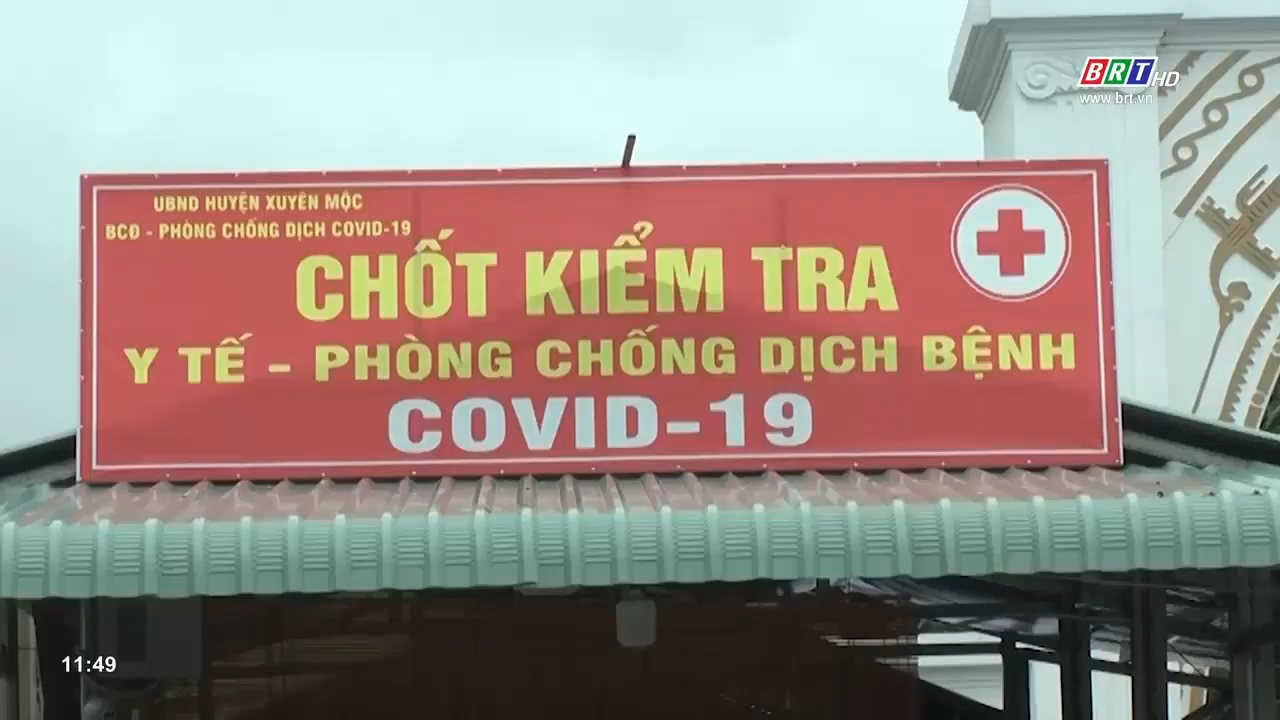 BRT HD
www.brt.vn
UBND HUYỆN XUYÊN MỘC
BCĐ - PHÒNG CHỐNG DỊCH COVID-19
CHỐT KIỂM TRA
Y TẾ - PHÒNG CHỐNG DỊCH BỆNH
COVID-19
11:49